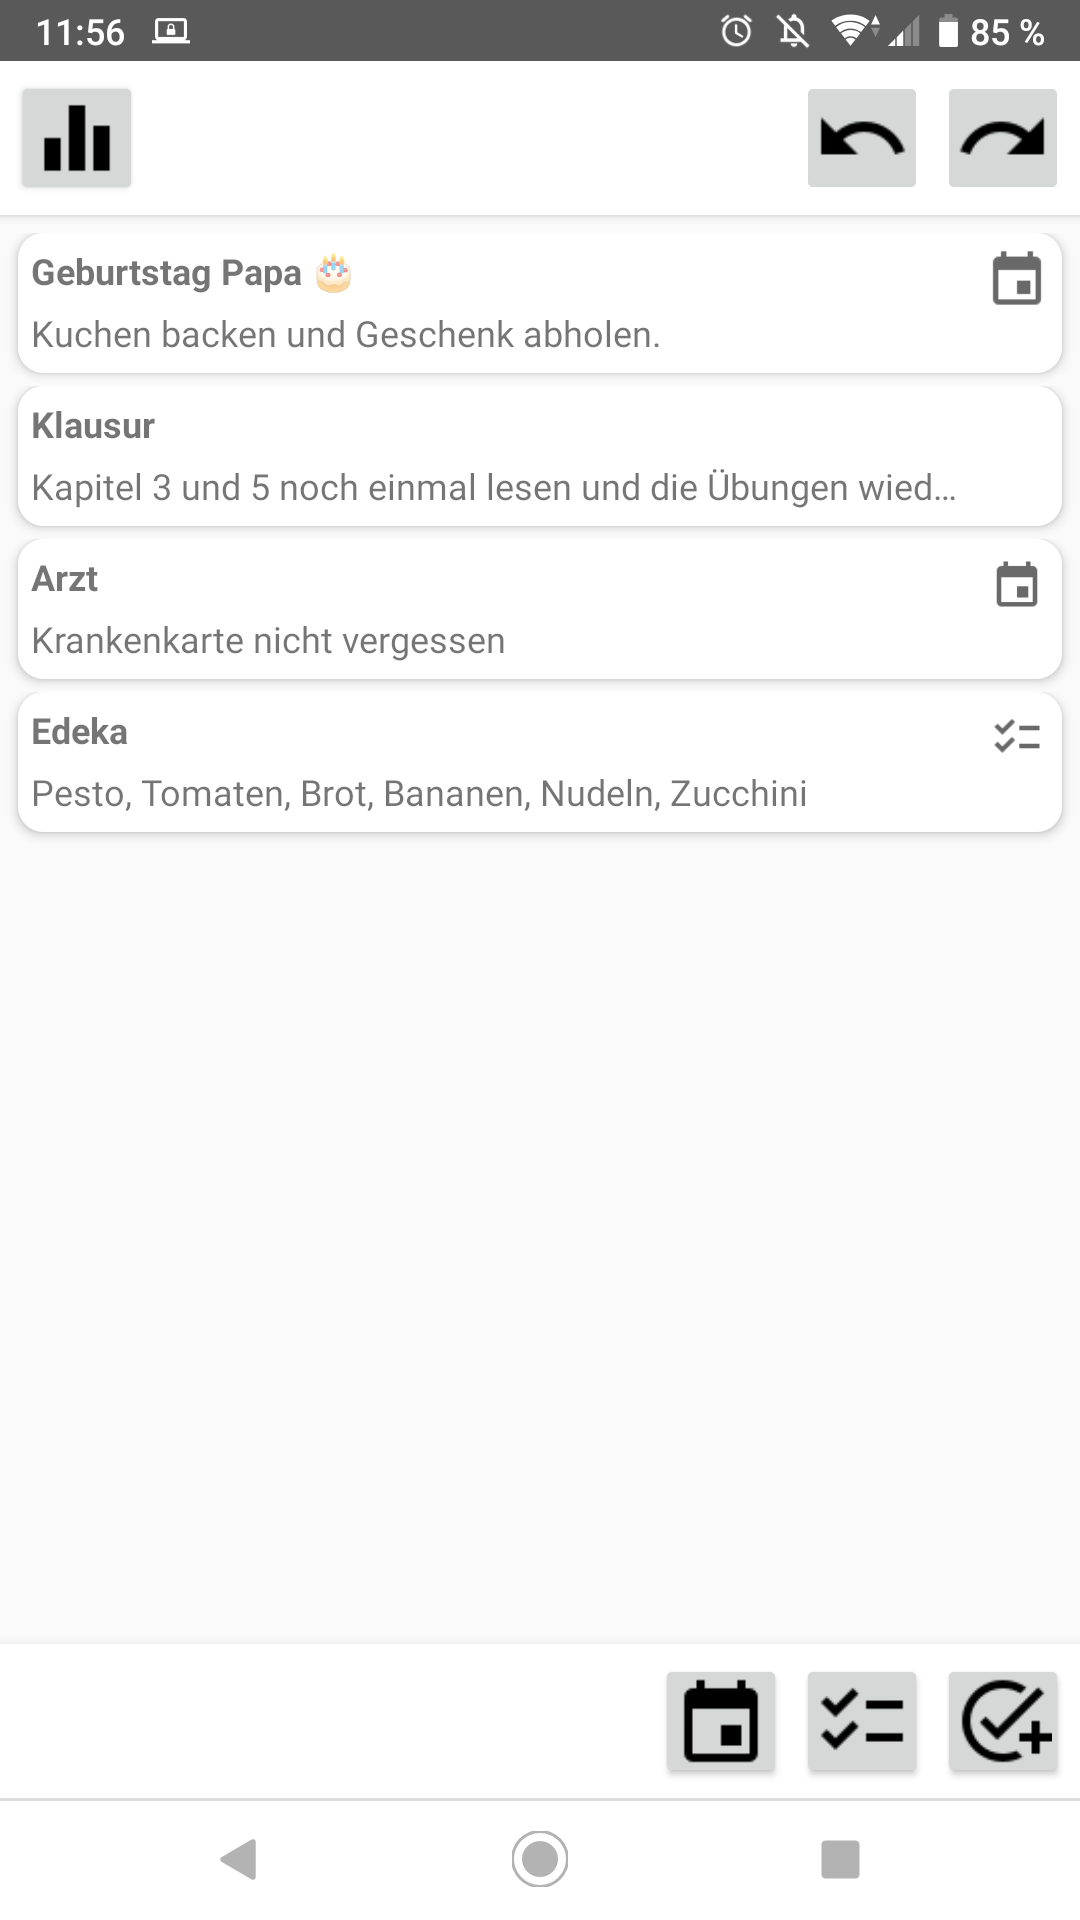 11:56 85 %
Geburtstag Papa 🎂
Kuchen backen und Geschenk abholen.
Klausur
Kapitel 3 und 5 noch einmal lesen und die Übungen wied…
Arzt
Krankenkarte nicht vergessen
Edeka
Pesto, Tomaten, Brot, Bananen, Nudeln, Zucchini